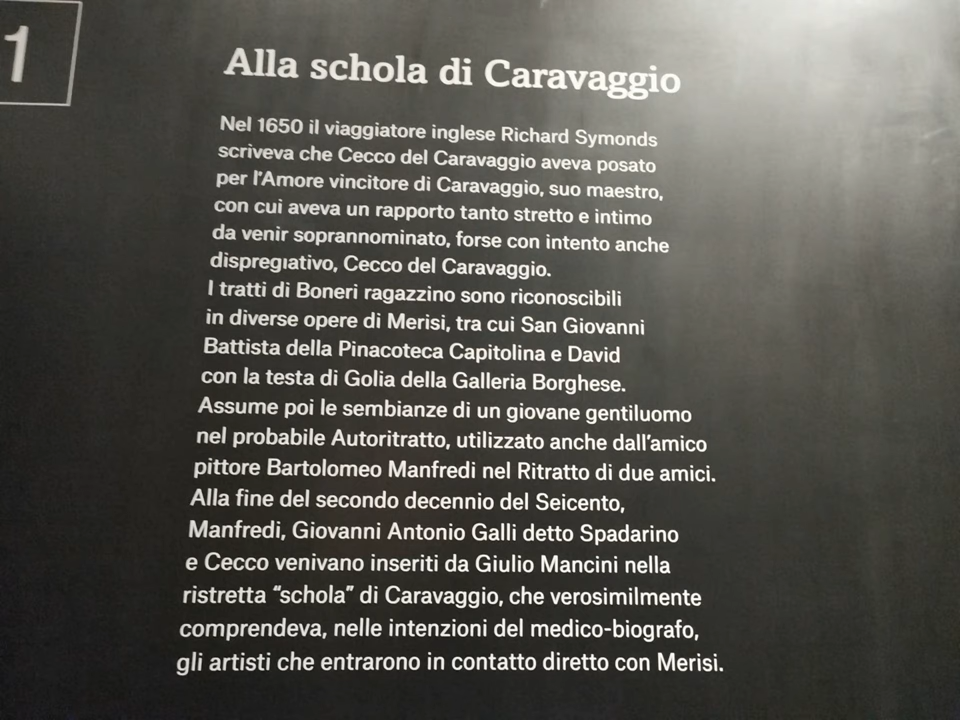 1
Alla schola di Caravaggio
Nel 1650 il viaggiatore inglese Richard Symonds
scriveva che Cecco del Caravaggio aveva posato
per l'Amore vincitore di Caravaggio, suo maestro,
con cui aveva un rapporto tanto stretto e intimo
da venir soprannominato, forse con intento anche
dispregiativo, Cecco del Caravaggio.
I tratti di Boneri ragazzino sono riconoscibili
in diverse opere di Merisi, tra cui San Giovanni
Battista della Pinacoteca Capitolina e David
con la testa di Golia della Galleria Borghese.
Assume poi le sembianze di un giovane gentiluomo
nel probabile Autoritratto, utilizzato anche dall'amico
pittore Bartolomeo Manfredi nel Ritratto di due amici.
Alla fine del secondo decennio del Seicento,
Manfredi, Giovanni Antonio Galli detto Spadarino
e Cecco venivano inseriti da Giulio Mancini nella
ristretta "schola" di Caravaggio, che verosimilmente
comprendeva, nelle intenzioni del medico-biografo,
gli artisti che entrarono in contatto diretto con Merisi.